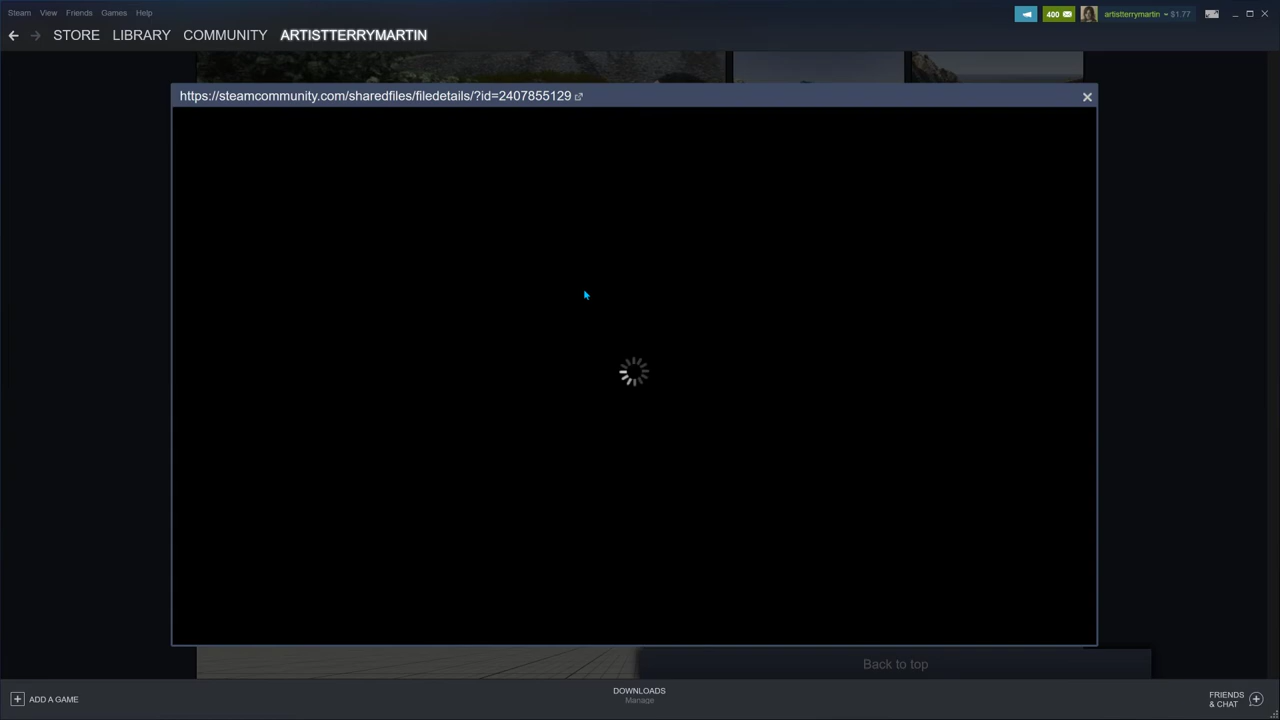 Steam View Friends Games Help
400 artistterrymartin $1.77
STORE LIBRARY COMMUNITY ARTISTTERRYMARTIN
https://steamcommunity.com/sharedfiles/filedetails/?id=2407855129
Back to top
ADD A GAME
DOWNLOADS
Manage
FRIENDS
& CHAT